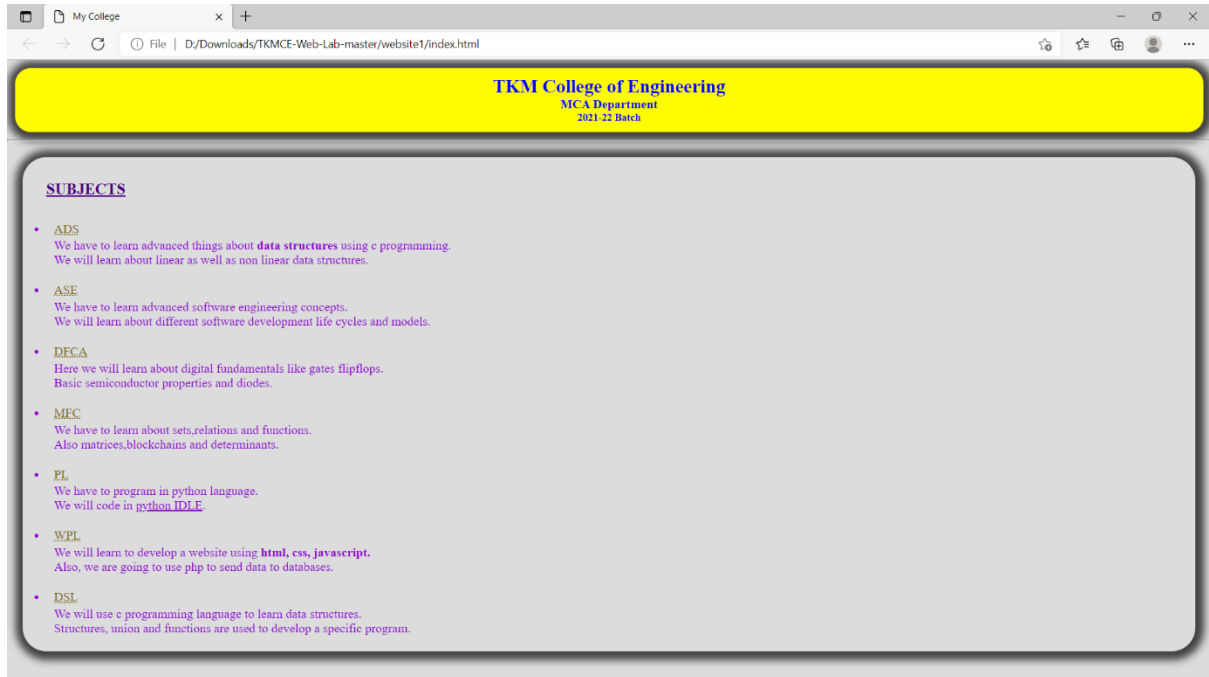 My College
File | D:/Downloads/TKMCE-Web-Lab-master/website1/index.html
TKM College of Engineering
MCA Department
2021-22 Batch
SUBJECTS
• ADS
We have to learn advanced things about data structures using c programming.
We will learn about linear as well as non linear data structures.
• ASE
We have to learn advanced software engineering concepts.
We will learn about different software development life cycles and models.
• DFCA
Here we will learn about digital fundamentals like gates flipflops.
Basic semiconductor properties and diodes.
• MFC
We have to learn about sets,relations and functions.
Also matrices,blockchains and determinants.
• PL
We have to program in python language.
We will code in python IDLE.
• WPL
We will learn to develop a website using html, css, javascript.
Also, we are going to use php to send data to databases.
• DSL
We will use c programming language to learn data structures.
Structures, union and functions are used to develop a specific program.